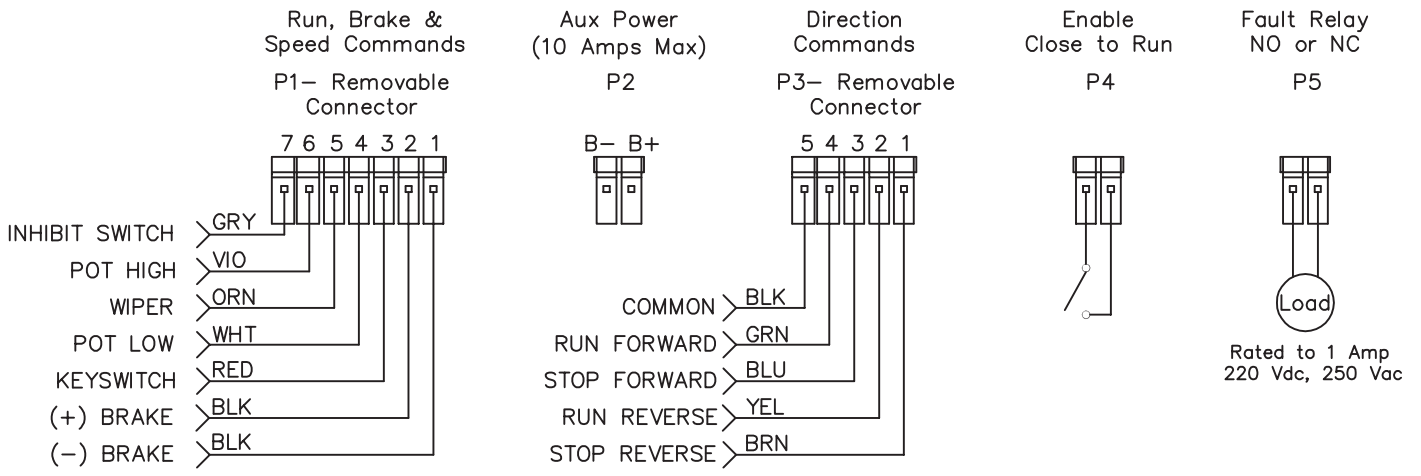 Run, Brake &
Speed Commands
P1– Removable
Connector
7 6 5 4 3 2 1
INHIBIT SWITCH GRY
POT HIGH VIO
WIPER ORN
POT LOW WHT
KEYSWITCH RED
(+) BRAKE BLK
(–) BRAKE BLK
Aux Power
(10 Amps Max)
P2
B– B+
Direction
Commands
P3– Removable
Connector
5 4 3 2 1
COMMON BLK
RUN FORWARD GRN
STOP FORWARD BLU
RUN REVERSE YEL
STOP REVERSE BRN
Enable
Close to Run
P4
Fault Relay
NO or NC
P5
Load
Rated to 1 Amp
220 Vdc, 250 Vac